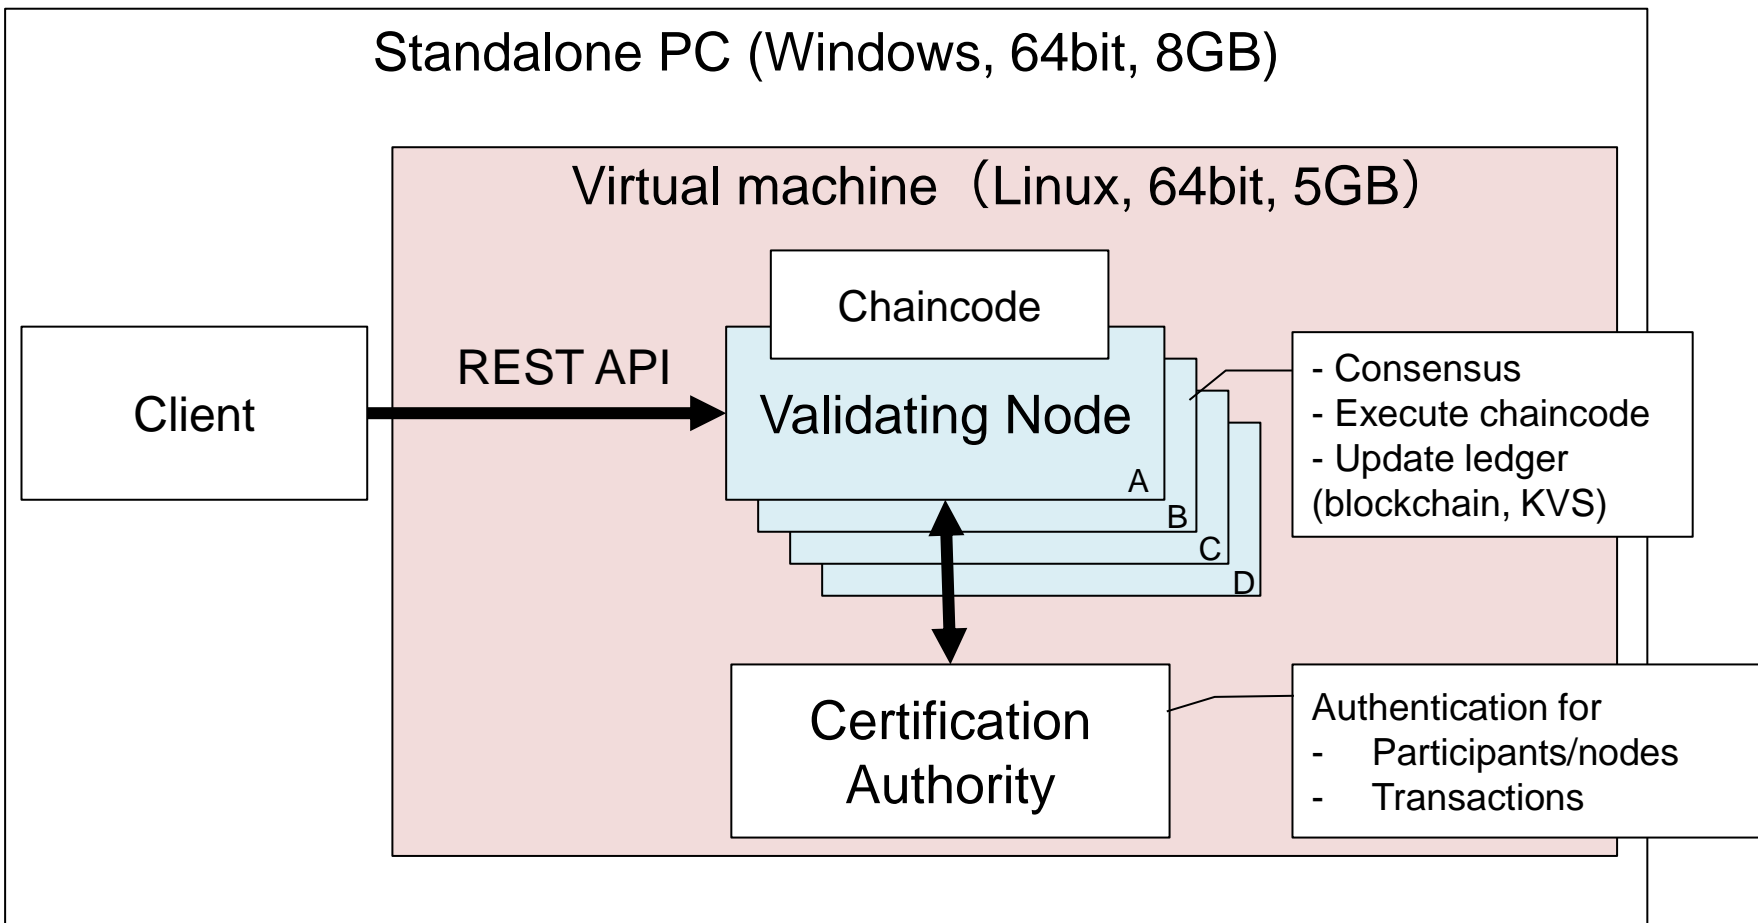 Standalone PC (Windows, 64bit, 8GB)
Virtual machine（Linux, 64bit, 5GB）
Chaincode
Client
REST API
Validating Node
A
B
C
D
- Consensus
- Execute chaincode
- Update ledger
(blockchain, KVS)
Certification
Authority
Authentication for
- Participants/nodes
- Transactions